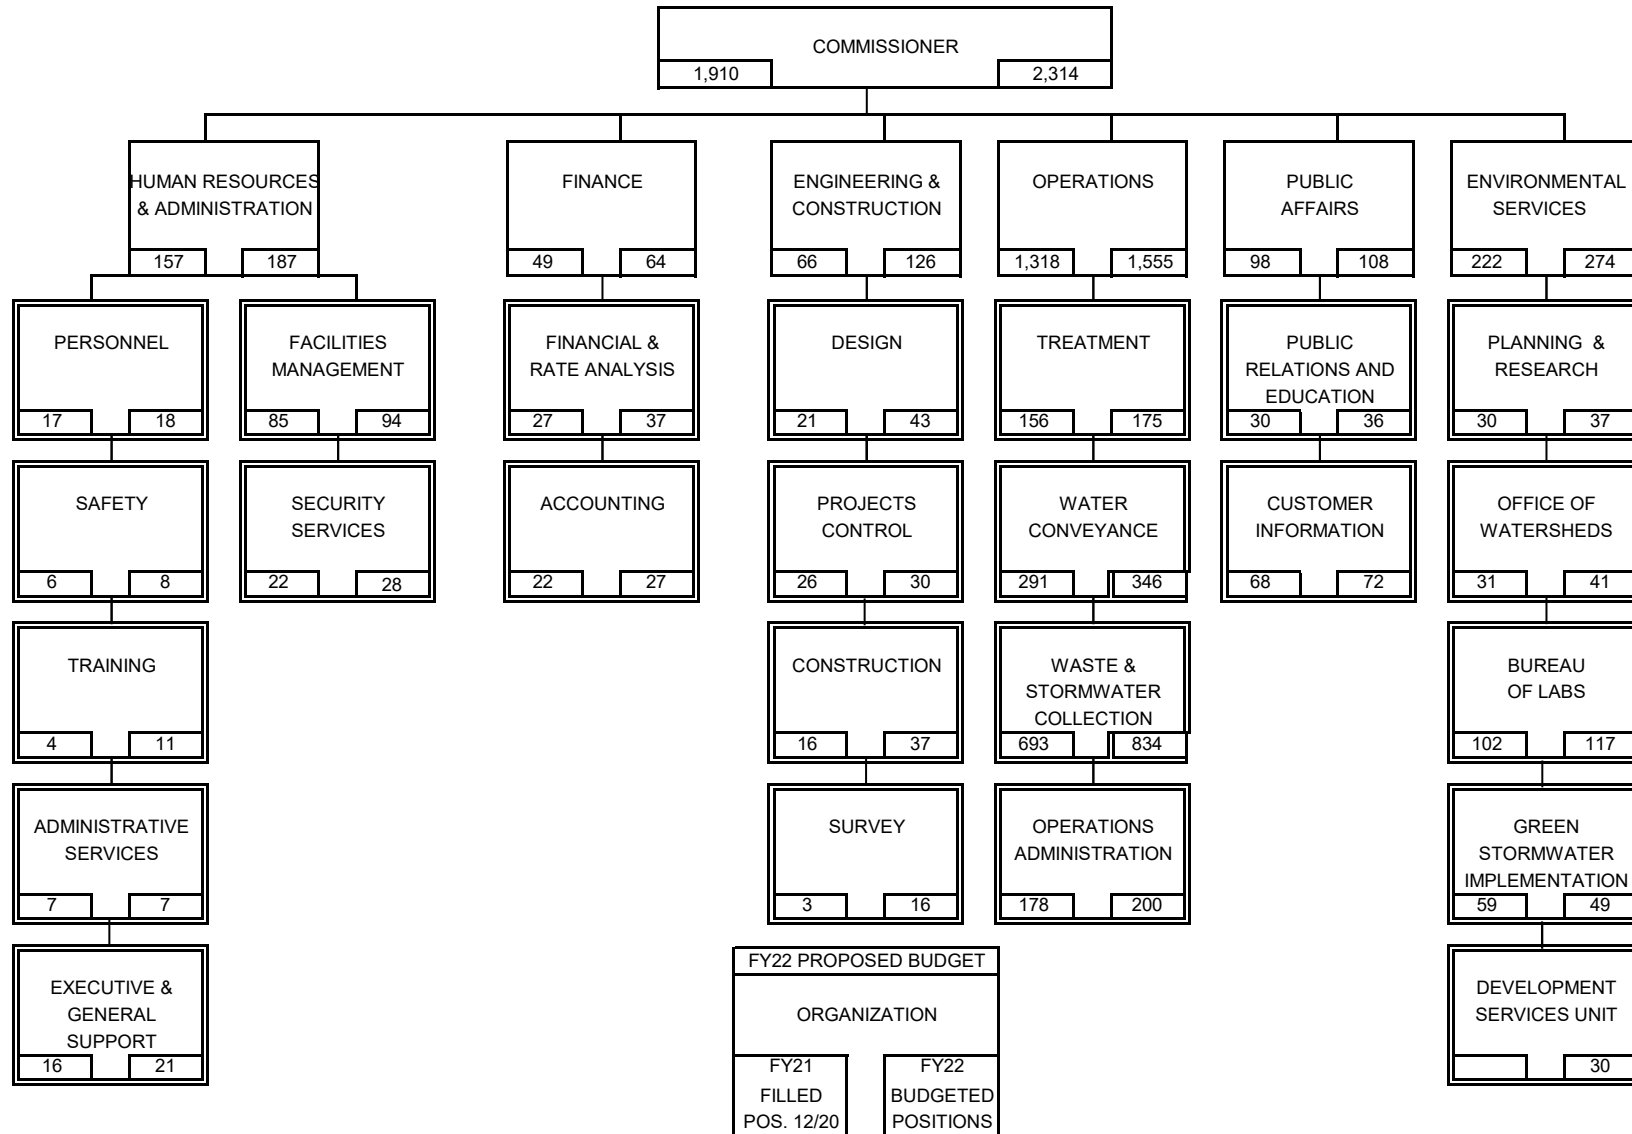 COMMISSIONER
1,910 2,314
HUMAN RESOURCES
& ADMINISTRATION
157 187
FINANCE
49 64
ENGINEERING &
CONSTRUCTION
66 126
OPERATIONS
1,318 1,555
PUBLIC
AFFAIRS
98 108
ENVIRONMENTAL
SERVICES
222 274
PERSONNEL
17 18
FACILITIES
MANAGEMENT
85 94
FINANCIAL &
RATE ANALYSIS
27 37
DESIGN
21 43
TREATMENT
156 175
PUBLIC
RELATIONS AND
EDUCATION
30 36
PLANNING &
RESEARCH
30 37
SAFETY
6 8
SECURITY
SERVICES
22 28
ACCOUNTING
22 27
PROJECTS
CONTROL
26 30
WATER
CONVEYANCE
291 346
CUSTOMER
INFORMATION
68 72
OFFICE OF
WATERSHEDS
31 41
TRAINING
4 11
CONSTRUCTION
16 37
WASTE &
STORMWATER
COLLECTION
693 834
BUREAU
OF LABS
102 117
ADMINISTRATIVE
SERVICES
7 7
SURVEY
3 16
OPERATIONS
ADMINISTRATION
178 200
GREEN
STORMWATER
IMPLEMENTATION
59 49
EXECUTIVE &
GENERAL
SUPPORT
16 21
FY22 PROPOSED BUDGET
ORGANIZATION
FY21
FILLED
POS. 12/20
FY22
BUDGETED
POSITIONS
DEVELOPMENT
SERVICES UNIT
30